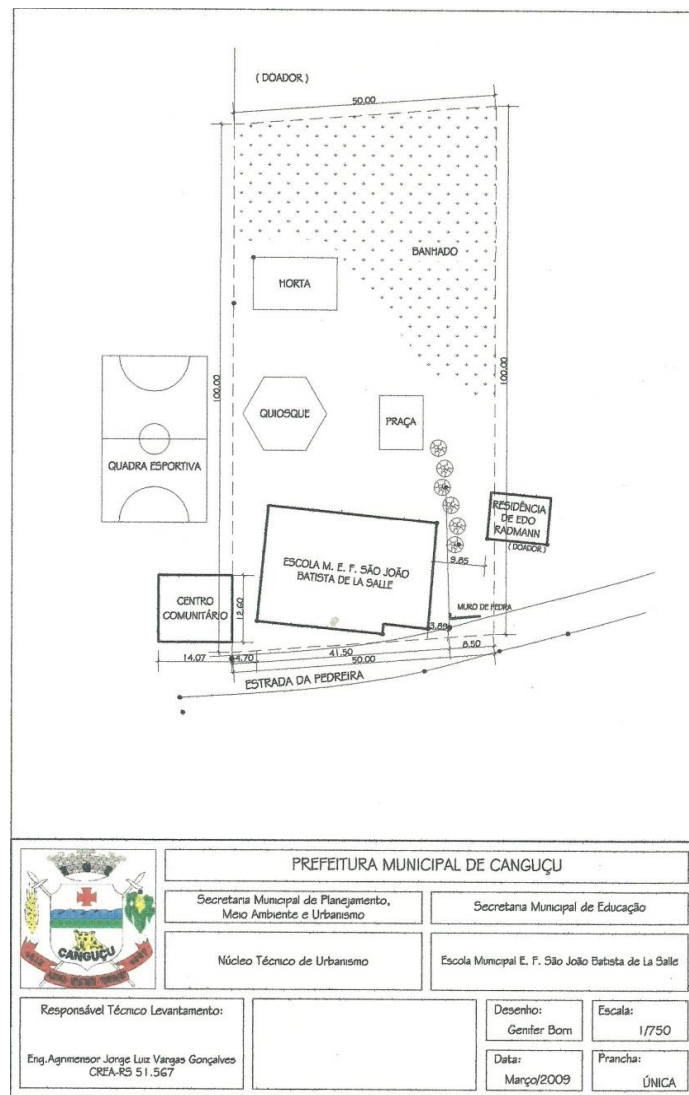 ( DOADOR )
50.00
BANHADO
HORTA
100.00
100.00
QUIOSQUE
PRAÇA
QUADRA ESPORTIVA
RESIDÊNCIA
DE EDO
RADMANN
( DOADOR )
ESCOLA M. E. F. SÃO JOÃO
BATISTA DE LA SALLE
9.85
CENTRO
COMUNITÁRIO
12.60
MURO DE PEDRA
14.07
4.70
41.50
8.50
50.00
ESTRADA DA PEDREIRA
PREFEITURA MUNICIPAL DE CANGUÇU
Secretaria Municipal de Planejamento,
Meio Ambiente e Urbanismo
Secretaria Municipal de Educação
CANGUÇU
Núcleo Técnico de Urbanismo
Escola Municipal E. F. São João Batista de La Salle
Responsável Técnico Levantamento:
Eng.Agrimensor Jorge Luiz Vargas Gonçalves
CREA-RS 51.567
Desenho:
Genifer Bom
Escala:
1/750
Data:
Março/2009
Prancha:
ÚNICA